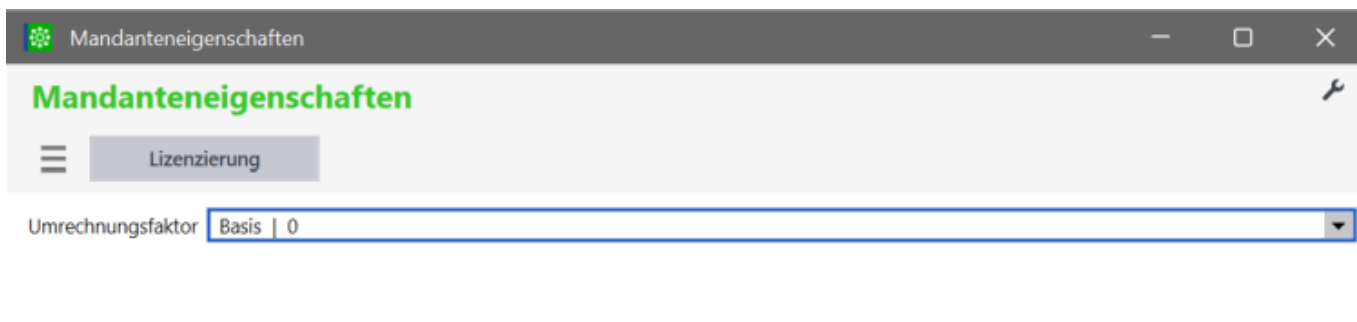 Mandanteneigenschaften
Mandanteneigenschaften
Lizenzierung
Umrechnungsfaktor Basis | 0